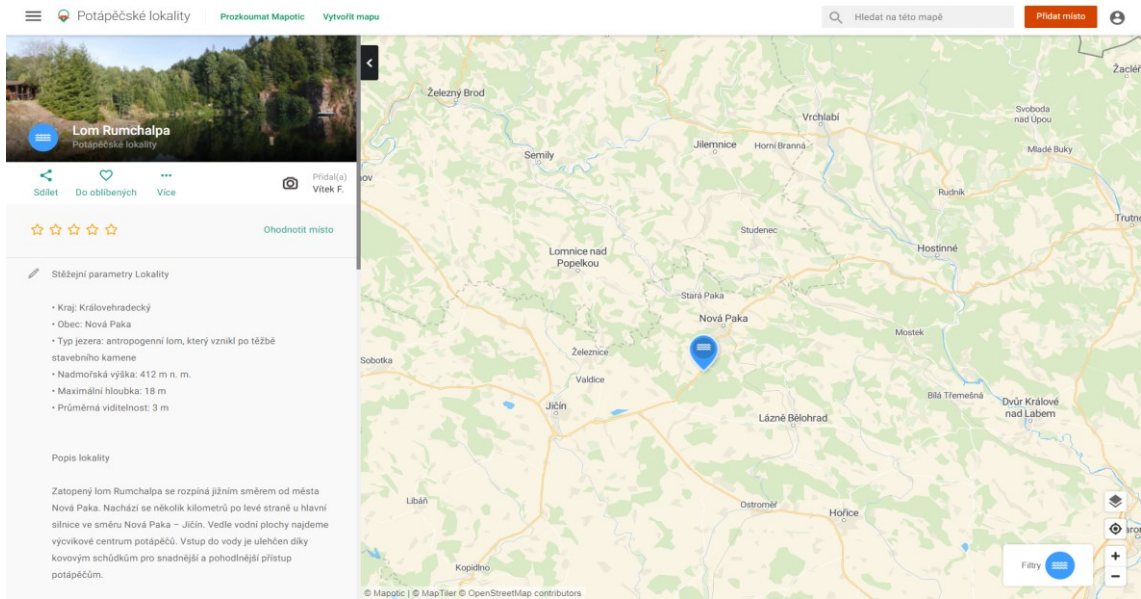 Potápěčské lokality
Prozkoumat Mapotic
Vytvořit mapu
Hledat na této mapě
Přidat místo
Lom Rumchalpa
Potápěčské lokality
Sdílet
Do oblíbených
Více
Přidal(a)
Vítek F.
Ohodnotit místo
Stěžejní parametry Lokality
• Kraj: Královehradecký
• Obec: Nová Paka
• Typ jezera: antropogenní lom, který vznikl po těžbě
stavebního kamene
• Nadmořská výška: 412 m n. m.
• Maximální hloubka: 18 m
• Průměrná viditelnost: 3 m
Popis lokality
Zatopený lom Rumchalpa se rozpíná jižním směrem od města
Nová Paka. Nachází se několik kilometrů po levé straně u hlavní
silnice ve směru Nová Paka – Jičín. Vedle vodní plochy najdeme
výcvikové centrum potápěčů. Vstup do vody je ulehčen díky
kovovým schůdkům pro snadnější a pohodlnější přístup
potápěčům.
Železný Brod
Žacléř
Vrchlabí
Svoboda
nad Úpou
Jilemnice
Horní Branná
Mladé Buky
Semily
ov
Rudník
Trutno
Studenec
Lomnice nad
Popelkou
Hostinné
Stará Paka
Nová Paka
Mostek
Železnice
Sobotka
Valdice
Bílá Třemešná
Jičín
Dvůr Králové
nad Labem
Lázně Bělohrad
Libáň
Ostroměř
Hořice
Jaron
Filtry
Kopidlno
© Mapotic | © MapTiler © OpenStreetMap contributors